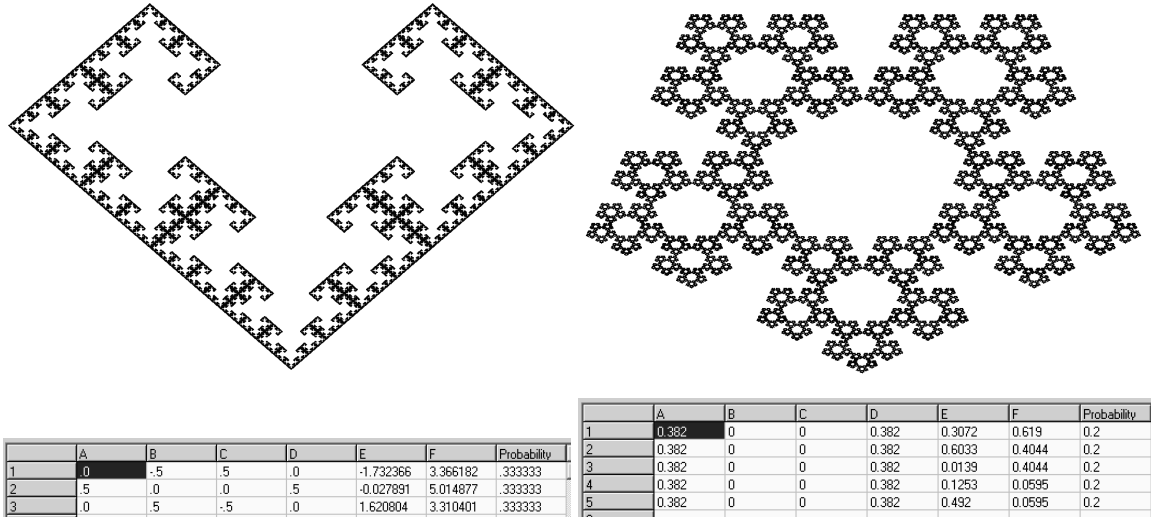 A B C D E F Probability
1 .0 -.5 .5 .0 -1.732366 3.366182 .333333
2 .5 .0 .0 .5 -0.027891 5.014877 .333333
3 .0 .5 -.5 .0 1.620804 3.310401 .333333
A B C D E F Probability
1 0.382 0 0 0.382 0.3072 0.619 0.2
2 0.382 0 0 0.382 0.6033 0.4044 0.2
3 0.382 0 0 0.382 0.0139 0.4044 0.2
4 0.382 0 0 0.382 0.1253 0.0595 0.2
5 0.382 0 0 0.382 0.492 0.0595 0.2